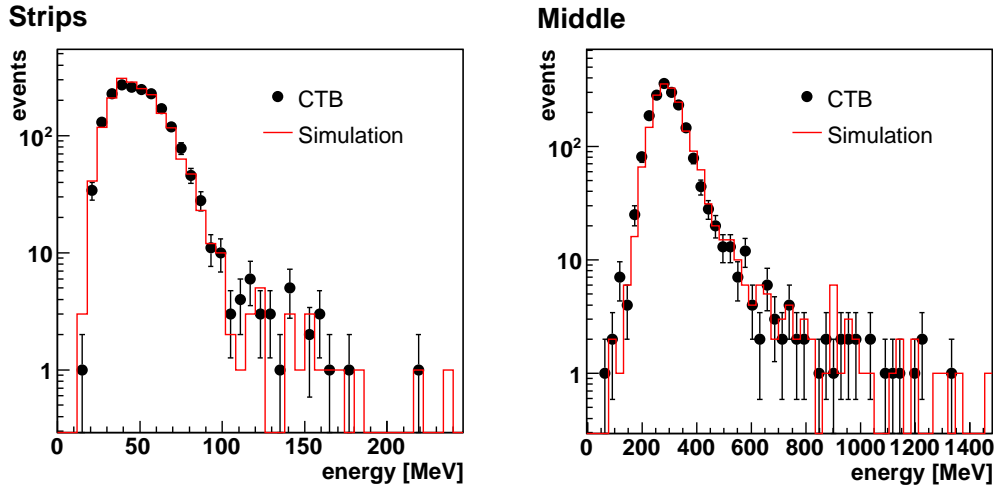 Strips
events
10²
10
1
CTB
Simulation
0 50 100 150 200
energy [MeV]
Middle
events
10²
10
1
CTB
Simulation
0 200 400 600 800 1000 1200 1400
energy [MeV]